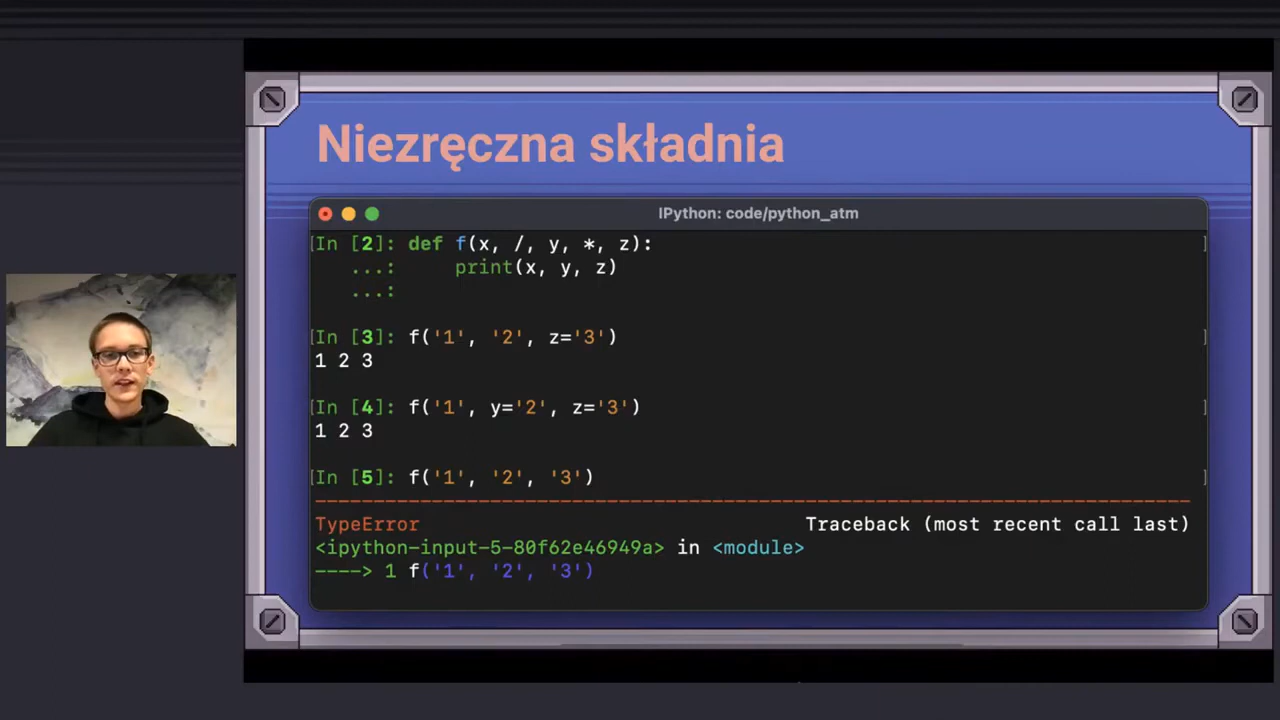 Niezręczna składnia
IPython: code/python_atm
[In [2]: def f(x, /, y, *, z): ]
...:     print(x, y, z)
...:
[In [3]: f('1', '2', z='3') ]
1 2 3
[In [4]: f('1', y='2', z='3') ]
1 2 3
[In [5]: f('1', '2', '3') ]
---------------------------------------------------------------------------
TypeError                                 Traceback (most recent call last)
<ipython-input-5-80f62e46949a> in <module>
----> 1 f('1', '2', '3')